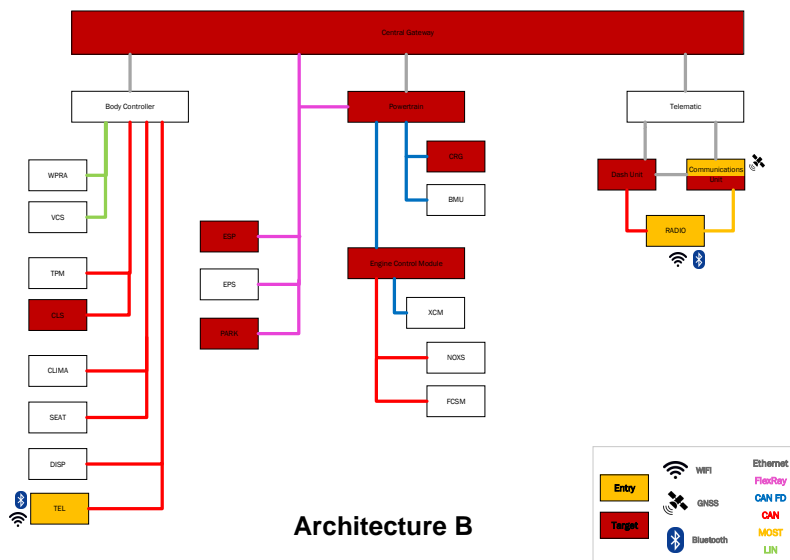 Central Gateway
Body Controller
Powertrain
Telematic
CRG
Dash Unit
Communications
Unit
WPRA
BMU
VCS
RADIO
ESP
TPM
Engine Control Module
EPS
CLS
XCM
PARK
NOXS
CLIMA
FCSM
SEAT
DISP
TEL
Architecture B
Entry
Target
WIFI
GNSS
Bluetooth
Ethernet
FlexRay
CAN FD
CAN
MOST
LIN